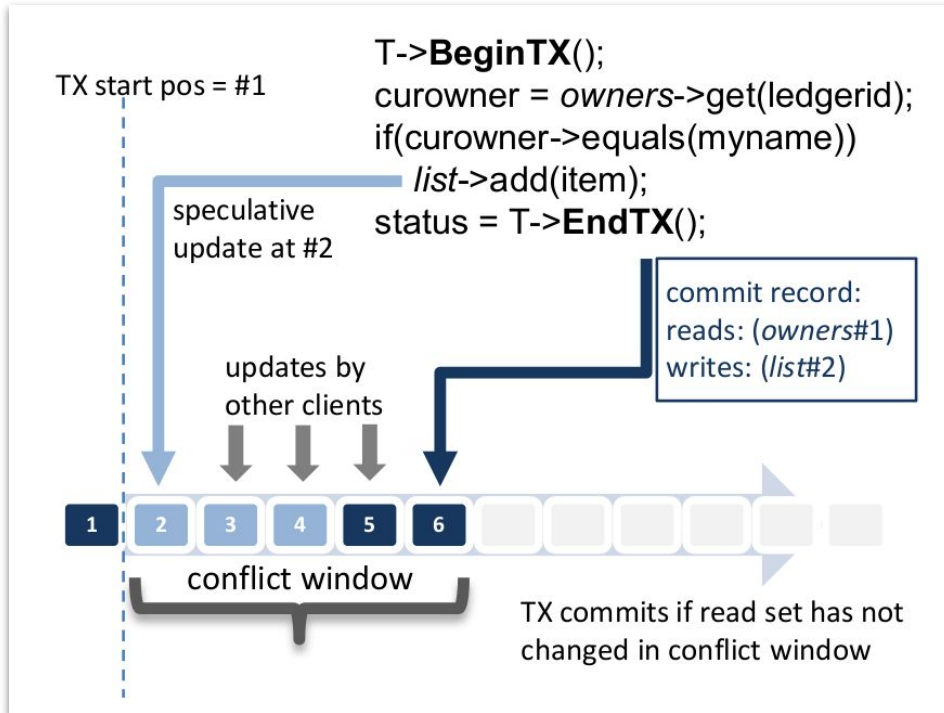 TX start pos = #1
T->BeginTX();
curowner = owners->get(ledgerid);
if(curowner->equals(myname))
list->add(item);
status = T->EndTX();
speculative
update at #2
commit record:
reads: (owners#1)
writes: (list#2)
updates by
other clients
1 2 3 4 5 6
conflict window
TX commits if read set has not
changed in conflict window